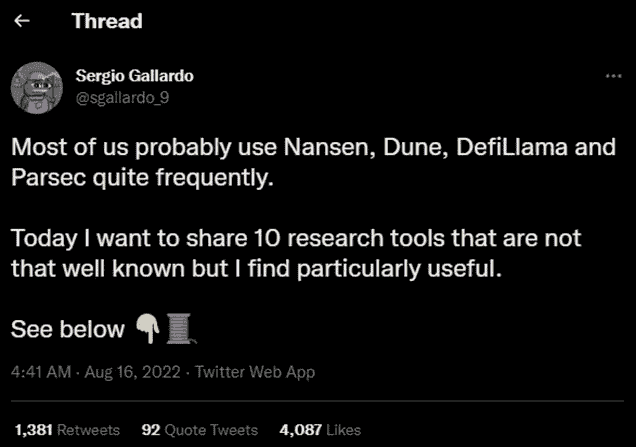 Thread
Sergio Gallardo
@sgallardo_9
Most of us probably use Nansen, Dune, DefiLlama and
Parsec quite frequently.
Today I want to share 10 research tools that are not
that well known but I find particularly useful.
See below
4:41 AM · Aug 16, 2022 · Twitter Web App
1,381 Retweets 92 Quote Tweets 4,087 Likes